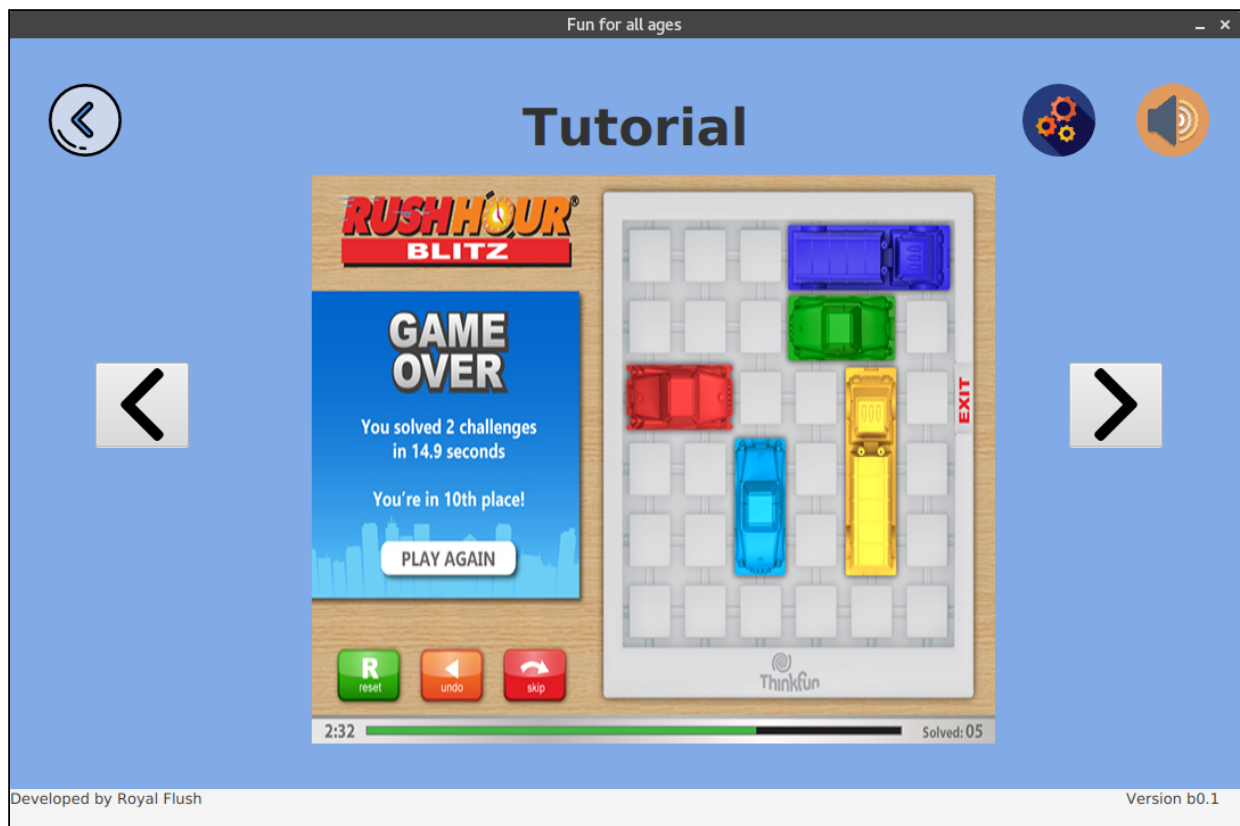 Fun for all ages
Tutorial
RUSH HOUR®
BLITZ
GAME
OVER
You solved 2 challenges
in 14.9 seconds
You're in 10th place!
PLAY AGAIN
EXIT
R
reset
undo
skip
Thinkfun
2:32
Solved: 05
Developed by Royal Flush
Version b0.1